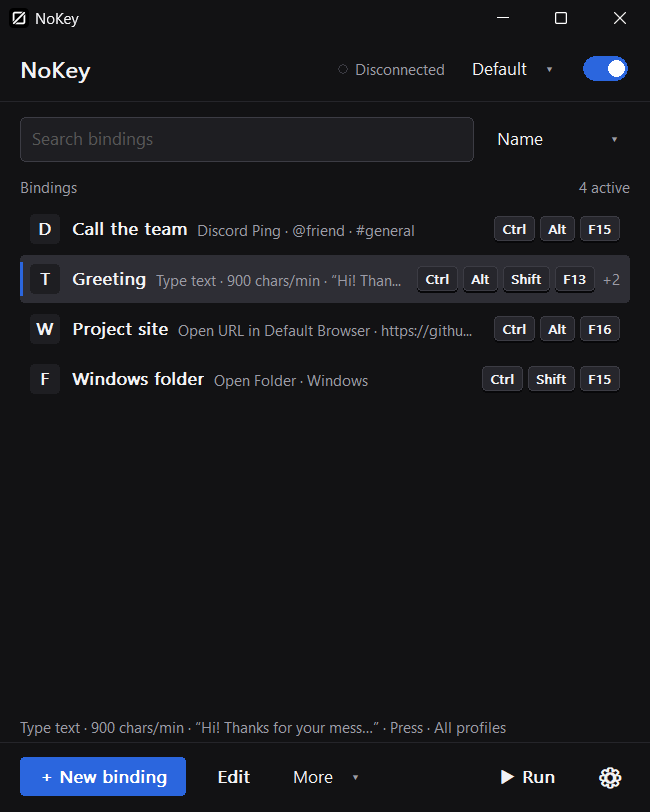 NoKey
NoKey Disconnected Default
Search bindings Name
Bindings 4 active
D Call the team Discord Ping · @friend · #general Ctrl Alt F15
T Greeting Type text · 900 chars/min · “Hi! Than... Ctrl Alt Shift F13 +2
W Project site Open URL in Default Browser · https://githu... Ctrl Alt F16
F Windows folder Open Folder · Windows Ctrl Shift F15
Type text · 900 chars/min · “Hi! Thanks for your mess…” · Press · All profiles
+ New binding Edit More Run